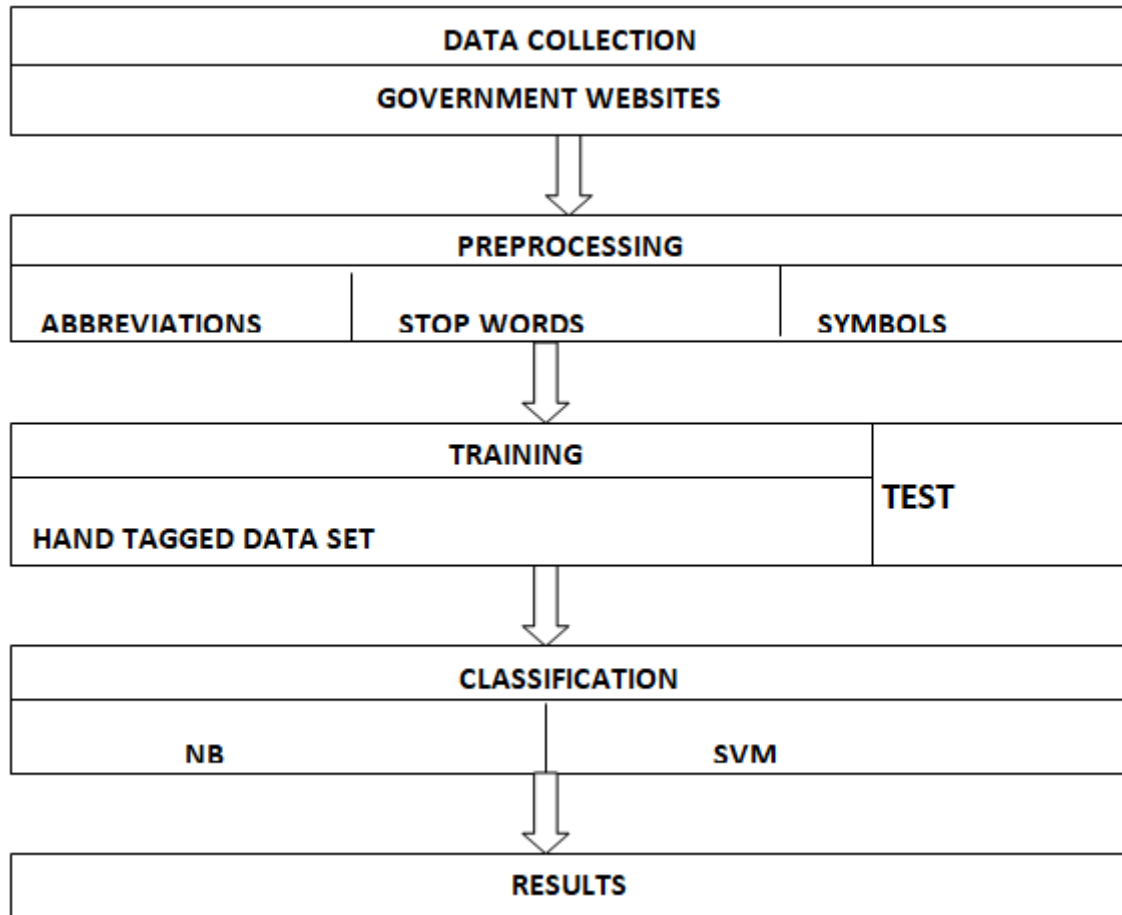 DATA COLLECTION
GOVERNMENT WEBSITES
PREPROCESSING
ABBREVIATIONS STOP WORDS SYMBOLS
TRAINING
TEST
HAND TAGGED DATA SET
CLASSIFICATION
NB SVM
RESULTS